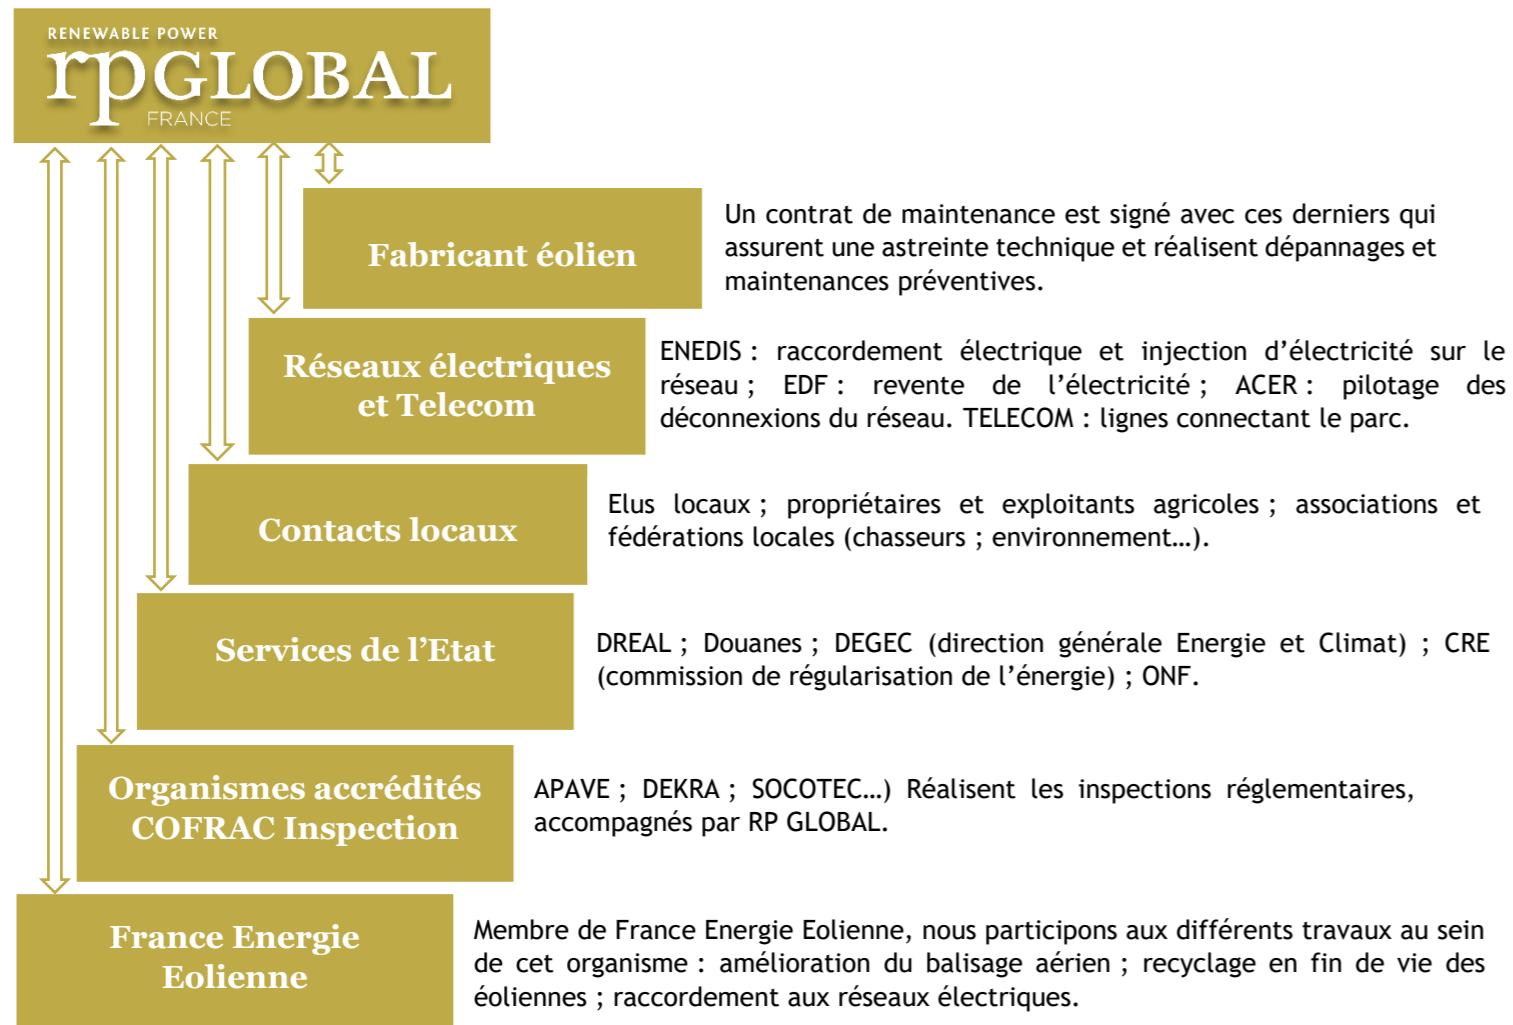 RENEWABLE POWER
rpGLOBAL
FRANCE
Fabricant éolien
Un contrat de maintenance est signé avec ces derniers qui
assurent une astreinte technique et réalisent dépannages et
maintenances préventives.
Réseaux électriques
et Telecom
ENEDIS : raccordement électrique et injection d’électricité sur le
réseau ; EDF : revente de l’électricité ; ACER : pilotage des
déconnexions du réseau. TELECOM : lignes connectant le parc.
Contacts locaux
Elus locaux ; propriétaires et exploitants agricoles ; associations et
fédérations locales (chasseurs ; environnement…).
Services de l’Etat
DREAL ; Douanes ; DEGEC (direction générale Energie et Climat) ; CRE
(commission de régularisation de l’énergie) ; ONF.
Organismes accrédités
COFRAC Inspection
APAVE ; DEKRA ; SOCOTEC…) Réalisent les inspections réglementaires,
accompagnés par RP GLOBAL.
France Energie
Eolienne
Membre de France Energie Eolienne, nous participons aux différents travaux au sein
de cet organisme : amélioration du balisage aérien ; recyclage en fin de vie des
éoliennes ; raccordement aux réseaux électriques.